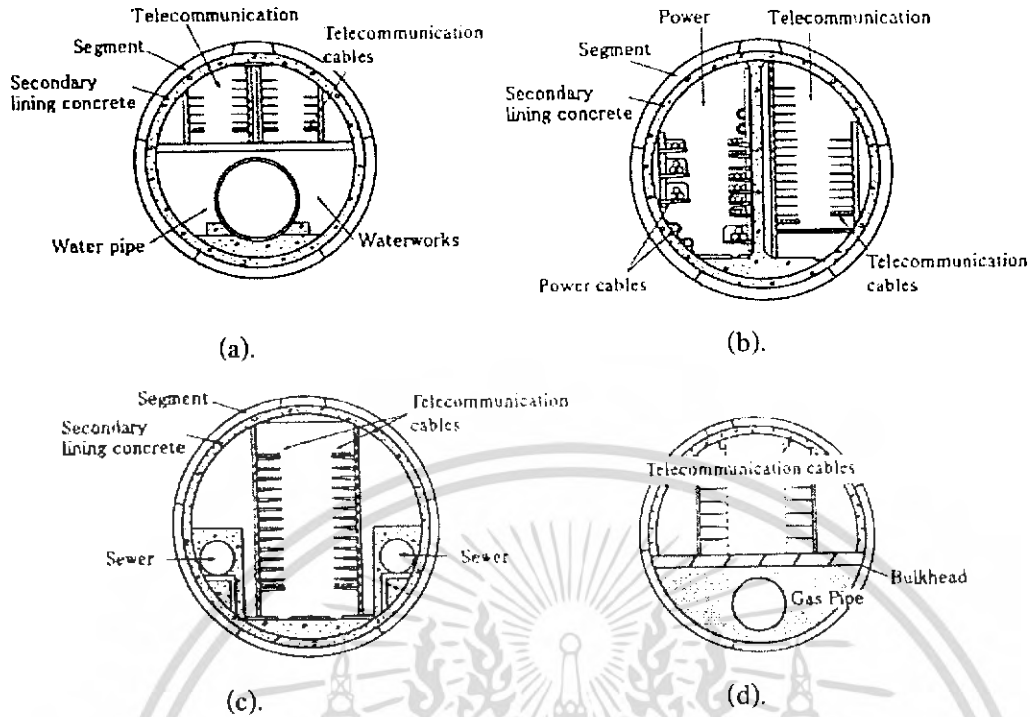 Telecommunication
Segment
Telecommunication
cables
Secondary
lining concrete
Water pipe
Waterworks
(a).
Power
Telecommunication
Segment
Secondary
lining concrete
Power cables
Telecommunication
cables
(b).
Segment
Telecommunication
cables
Secondary
lining concrete
Sewer
Sewer
(c).
Telecommunication cables
Bulkhead
Gas Pipe
(d).